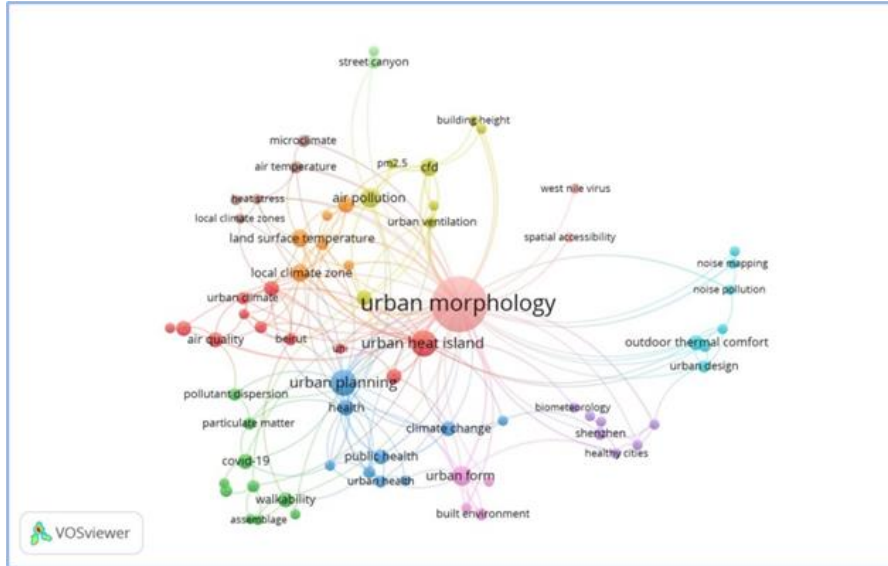 street canyon
building height
microclimate
pm2.5
cfd
air temperature
west nile virus
heat stress
air pollution
local climate zones
urban ventilation
land surface temperature
spatial accessibility
noise mapping
local climate zone
noise pollution
urban climate
urban morphology
air quality
beirut
urban heat island
outdoor thermal comfort
urban planning
urban design
pollutant dispersion
health
biometeorology
particulate matter
climate change
shenzhen
healthy cities
covid-19
public health
urban health
urban form
walkability
built environment
assemblage
VOSviewer